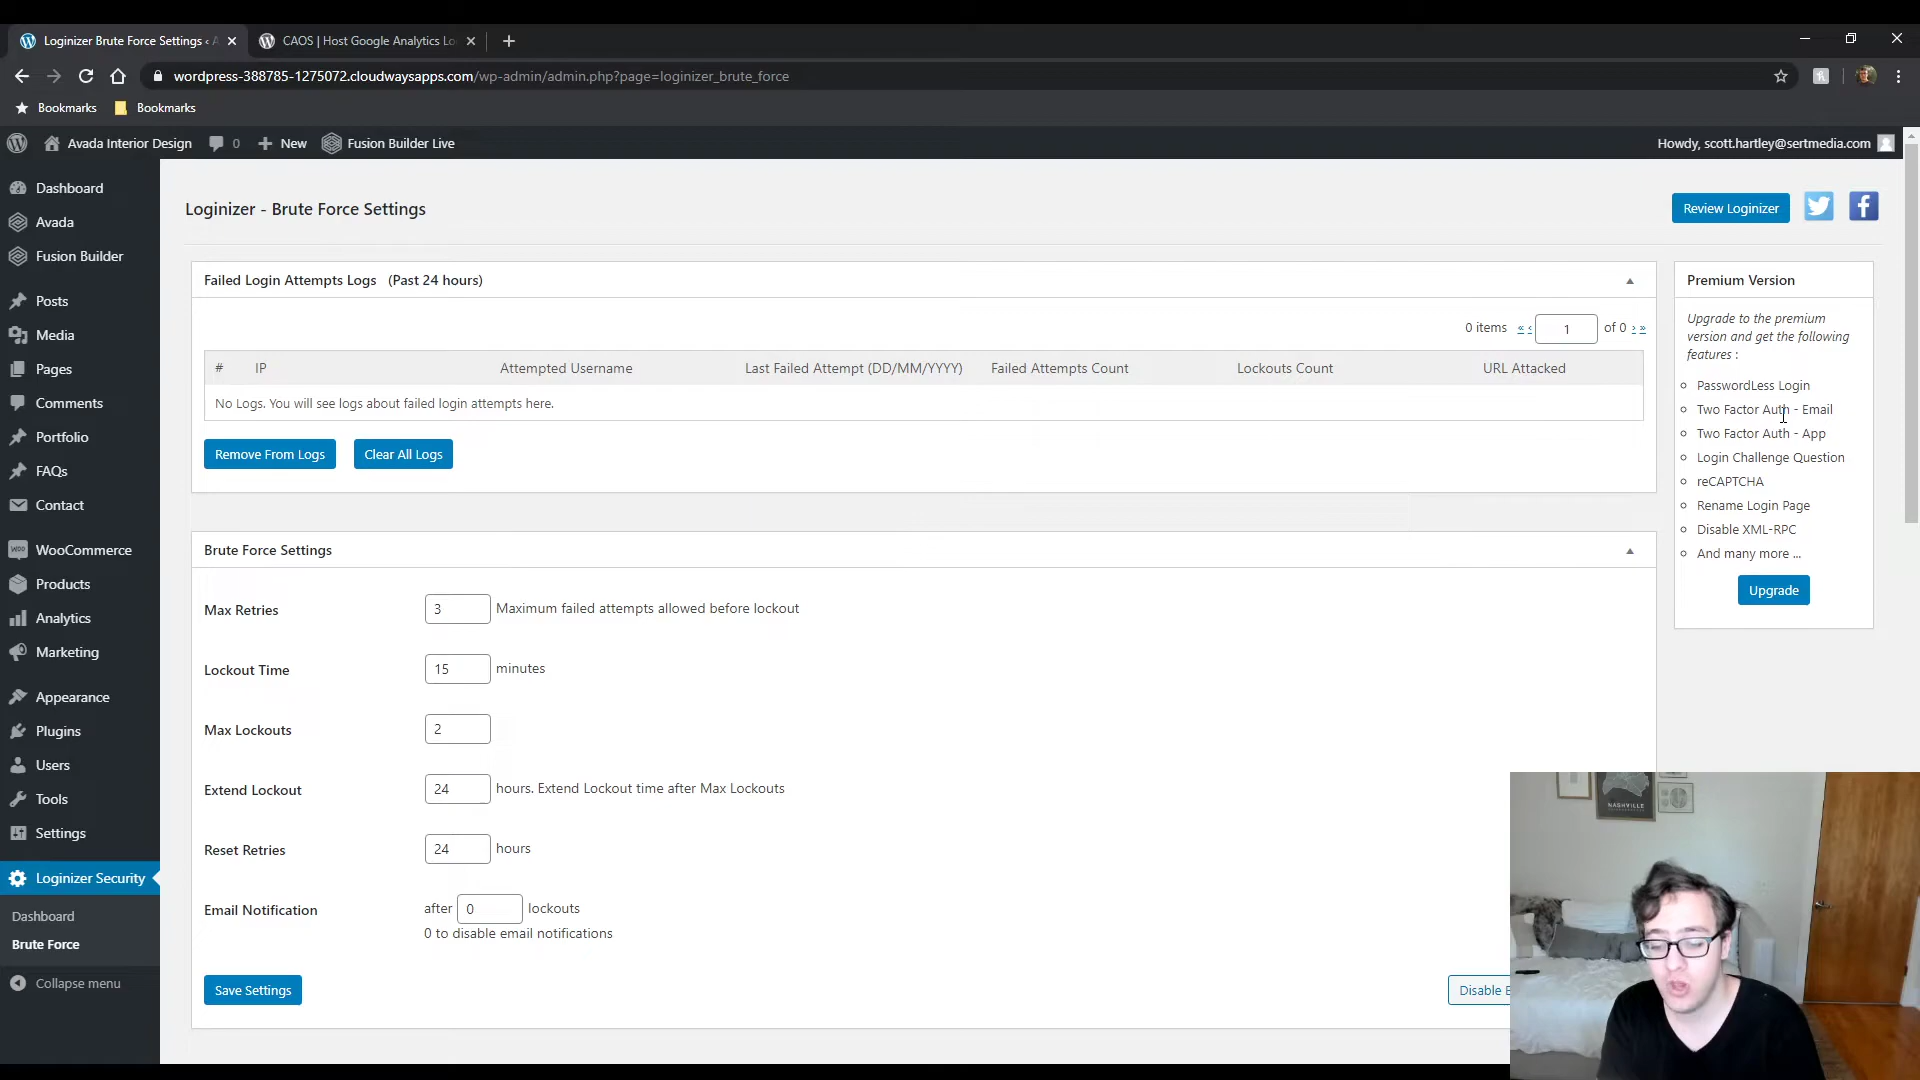 Loginizer Brute Force Settings ‹ A
CAOS | Host Google Analytics Lo
wordpress-388785-1275072.cloudwaysapps.com/wp-admin/admin.php?page=loginizer_brute_force
Bookmarks
Bookmarks
Avada Interior Design
0
New
Fusion Builder Live
Howdy, scott.hartley@sertmedia.com
Dashboard
Avada
Fusion Builder
Posts
Media
Pages
Comments
Portfolio
FAQs
Contact
WooCommerce
Products
Analytics
Marketing
Appearance
Plugins
Users
Tools
Settings
Loginizer Security
Dashboard
Brute Force
Collapse menu
Loginizer - Brute Force Settings
Review Loginizer
Failed Login Attempts Logs (Past 24 hours)
0 items « ‹ 1 of 0 › »
# IP Attempted Username Last Failed Attempt (DD/MM/YYYY) Failed Attempts Count Lockouts Count URL Attacked
No Logs. You will see logs about failed login attempts here.
Remove From Logs
Clear All Logs
Brute Force Settings
Max Retries 3 Maximum failed attempts allowed before lockout
Lockout Time 15 minutes
Max Lockouts 2
Extend Lockout 24 hours. Extend Lockout time after Max Lockouts
Reset Retries 24 hours
Email Notification after 0 lockouts
0 to disable email notifications
Save Settings
Disable
Premium Version
Upgrade to the premium
version and get the following
features :
PasswordLess Login
Two Factor Auth - Email
Two Factor Auth - App
Login Challenge Question
reCAPTCHA
Rename Login Page
Disable XML-RPC
And many more ...
Upgrade
NASHVILLE